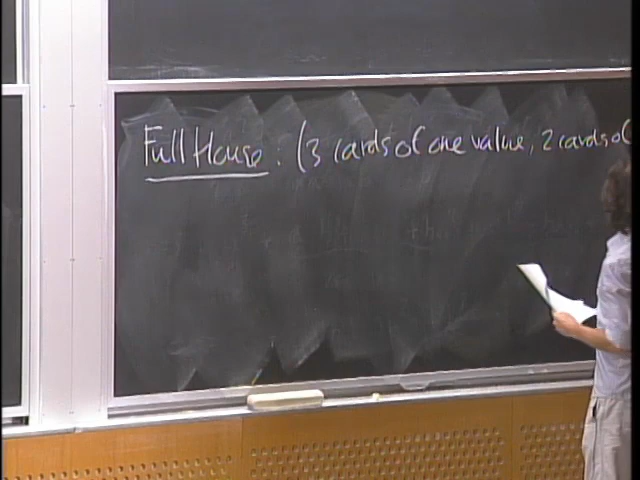 Full House : (3 cards of one value, 2 cards of